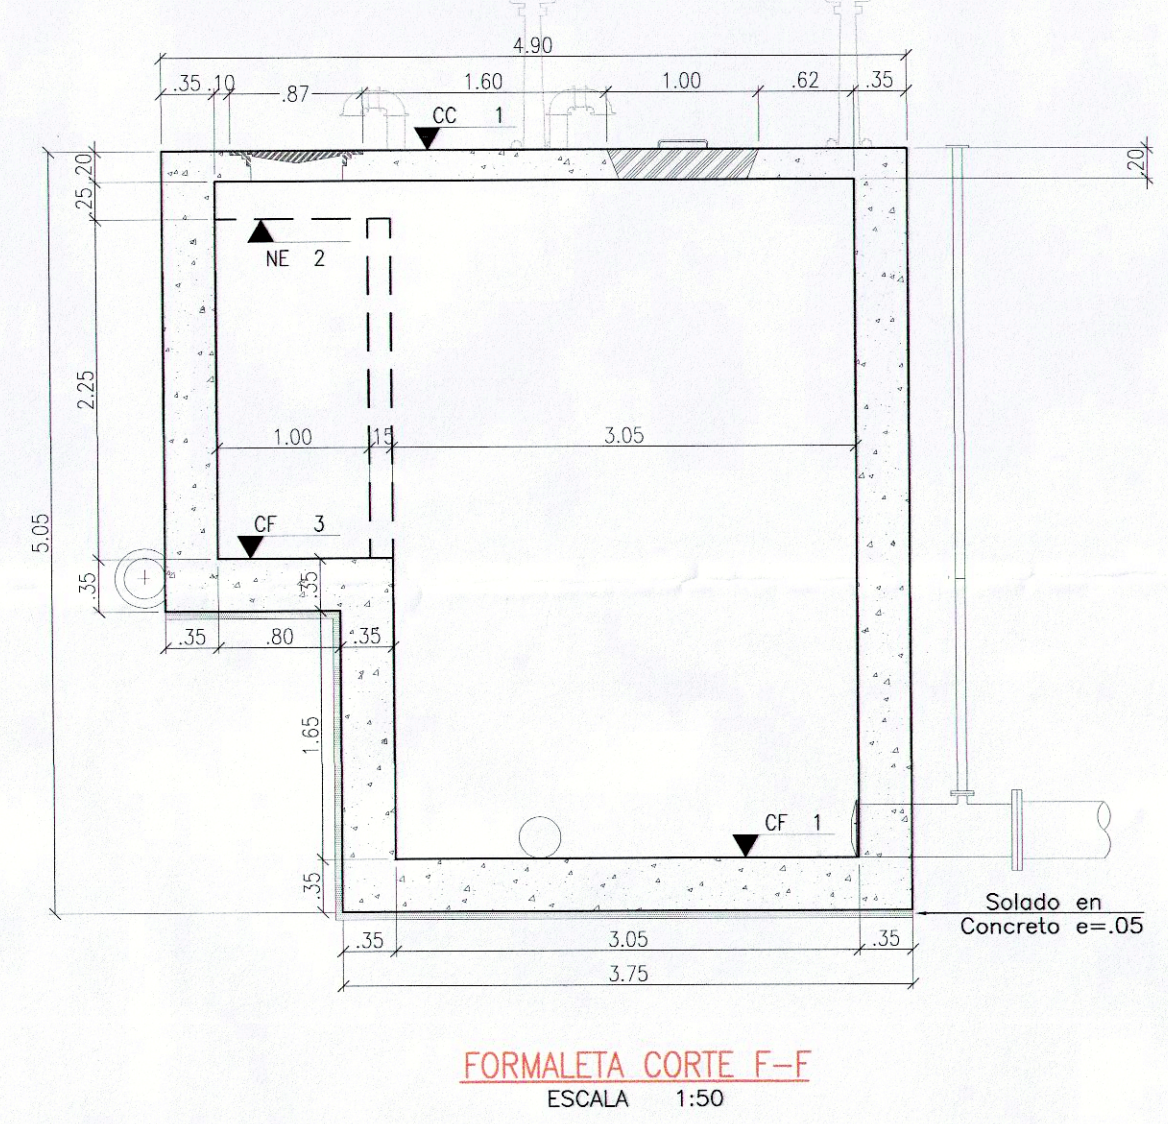 4.90
.35 .10 .87 1.60 1.00 .62 .35
CC 1
.20
.20
.25
NE 2
2.25
1.00 .15 3.05
5.05
CF 3
.35
.35
.35 .80 .35
1.65
CF 1
.35
Solado en
Concreto e=.05
.35 3.05 .35
3.75
FORMALETA CORTE F-F
ESCALA 1:50